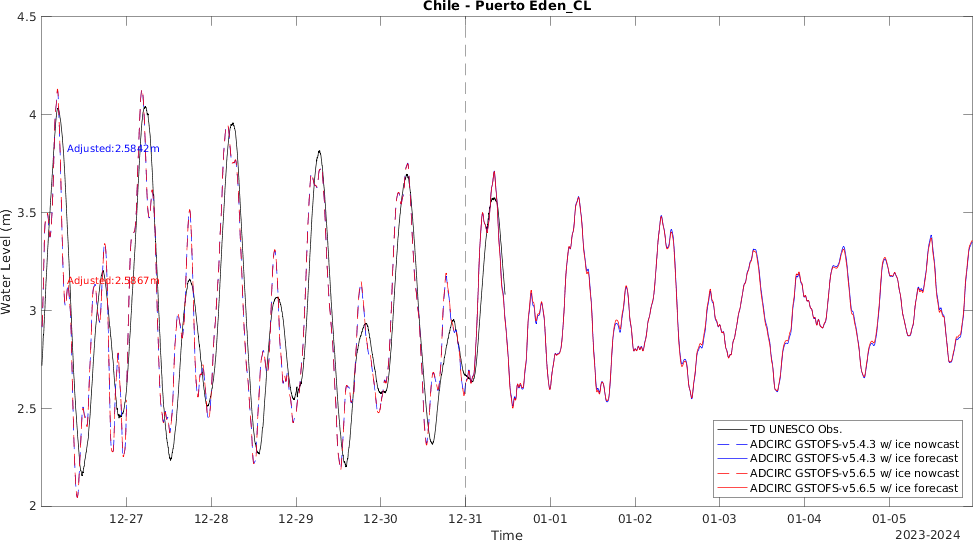 Chile - Puerto Eden_CL
4.5
4
3.5
3
2.5
2
Water Level (m)
Adjusted:2.5842m
Adjusted:2.5867m
TD UNESCO Obs.
ADCIRC GSTOFS-v5.4.3 w/ ice nowcast
ADCIRC GSTOFS-v5.4.3 w/ ice forecast
ADCIRC GSTOFS-v5.6.5 w/ ice nowcast
ADCIRC GSTOFS-v5.6.5 w/ ice forecast
12-27 12-28 12-29 12-30 12-31 01-01 01-02 01-03 01-04 01-05
Time
2023-2024